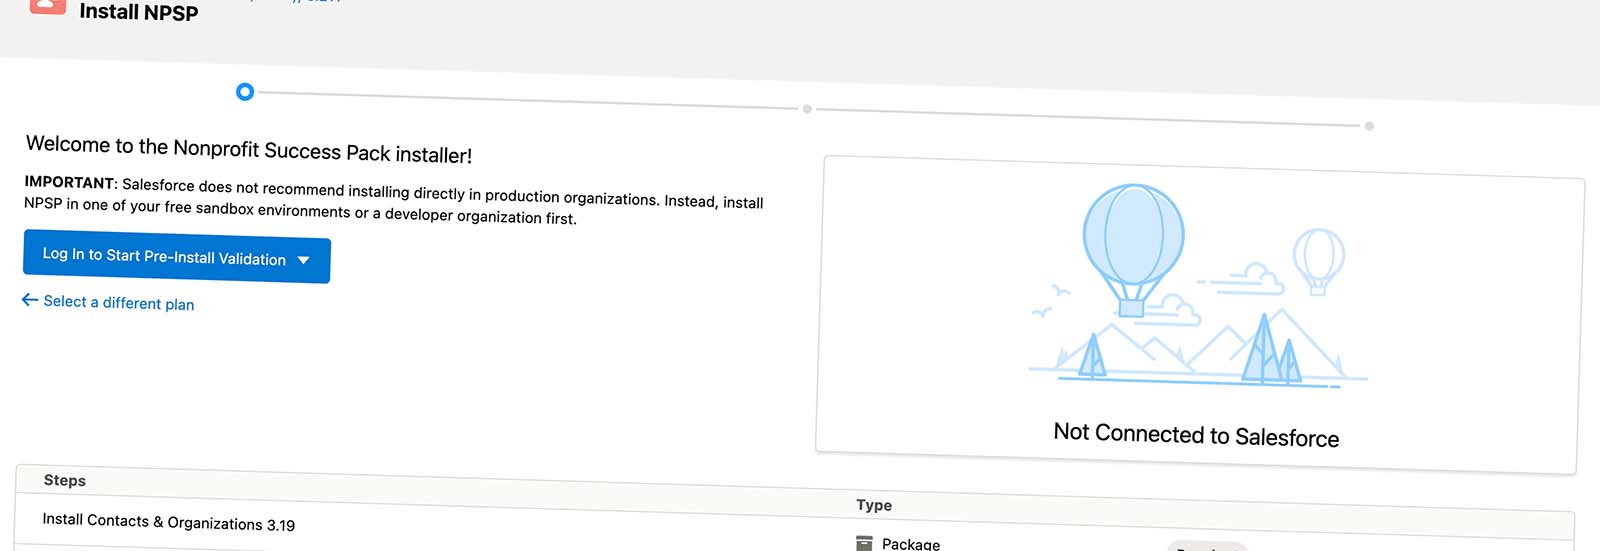 Install NPSP
Welcome to the Nonprofit Success Pack installer!
IMPORTANT: Salesforce does not recommend installing directly in production organizations. Instead, install
NPSP in one of your free sandbox environments or a developer organization first.
Log In to Start Pre-Install Validation
Select a different plan
Not Connected to Salesforce
Steps
Type
Install Contacts & Organizations 3.19
Package